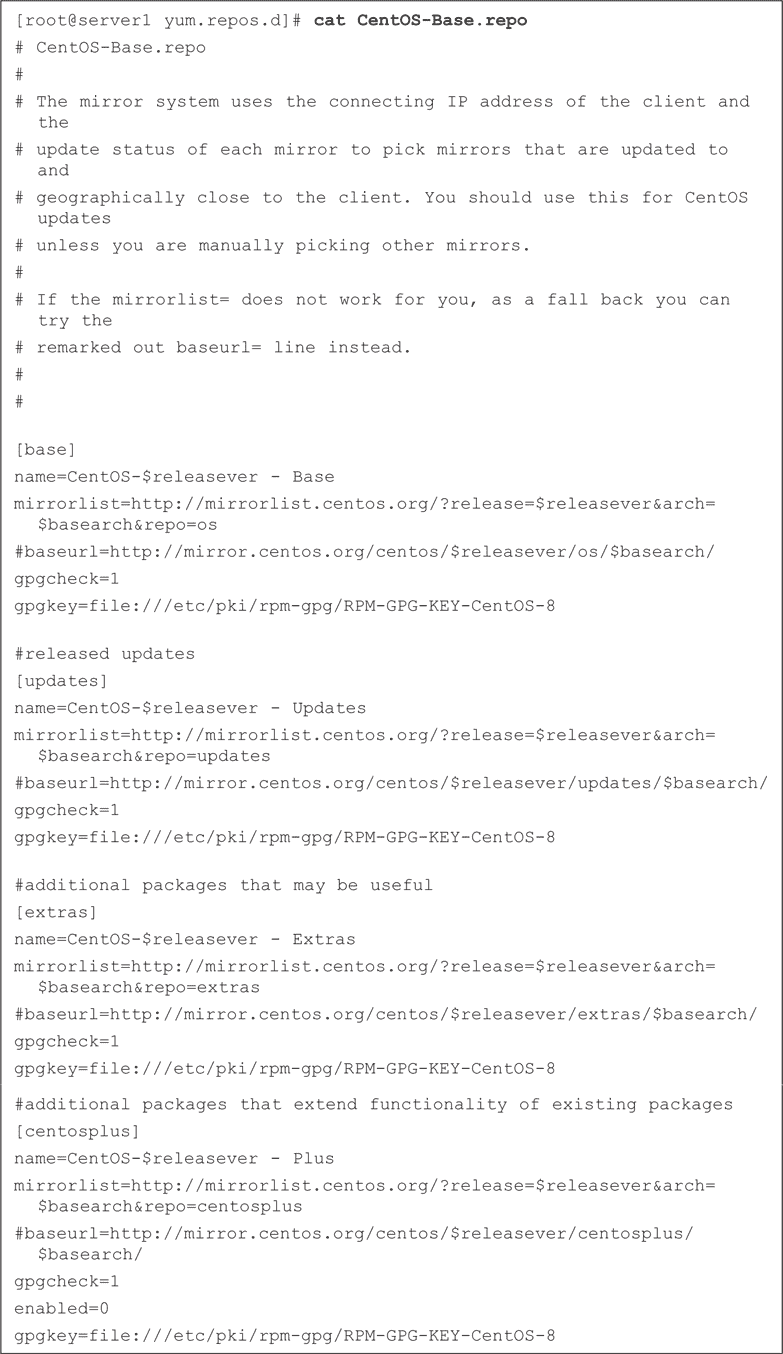 [root@server1 yum.repos.d]# cat CentOS-Base.repo
# CentOS-Base.repo
#
# The mirror system uses the connecting IP address of the client and
the
# update status of each mirror to pick mirrors that are updated to
and
# geographically close to the client. You should use this for CentOS
updates
# unless you are manually picking other mirrors.
#
# If the mirrorlist= does not work for you, as a fall back you can
try the
# remarked out baseurl= line instead.
#
#
[base]
name=CentOS-$releasever - Base
mirrorlist=http://mirrorlist.centos.org/?release=$releasever&arch=
$basearch&repo=os
#baseurl=http://mirror.centos.org/centos/$releasever/os/$basearch/
gpgcheck=1
gpgkey=file:///etc/pki/rpm-gpg/RPM-GPG-KEY-CentOS-8
#released updates
[updates]
name=CentOS-$releasever - Updates
mirrorlist=http://mirrorlist.centos.org/?release=$releasever&arch=
$basearch&repo=updates
#baseurl=http://mirror.centos.org/centos/$releasever/updates/$basearch/
gpgcheck=1
gpgkey=file:///etc/pki/rpm-gpg/RPM-GPG-KEY-CentOS-8
#additional packages that may be useful
[extras]
name=CentOS-$releasever - Extras
mirrorlist=http://mirrorlist.centos.org/?release=$releasever&arch=
$basearch&repo=extras
#baseurl=http://mirror.centos.org/centos/$releasever/extras/$basearch/
gpgcheck=1
gpgkey=file:///etc/pki/rpm-gpg/RPM-GPG-KEY-CentOS-8
#additional packages that extend functionality of existing packages
[centosplus]
name=CentOS-$releasever - Plus
mirrorlist=http://mirrorlist.centos.org/?release=$releasever&arch=
$basearch&repo=centosplus
#baseurl=http://mirror.centos.org/centos/$releasever/centosplus/
$basearch/
gpgcheck=1
enabled=0
gpgkey=file:///etc/pki/rpm-gpg/RPM-GPG-KEY-CentOS-8